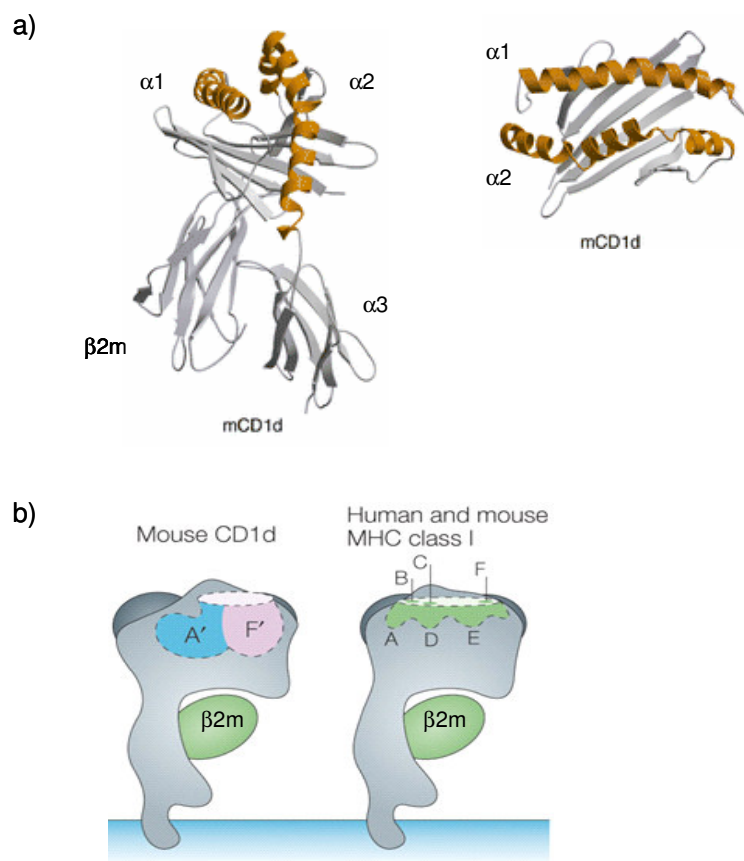 a)
α1
α2
α3
β2m
mCD1d
α1
α2
mCD1d
b)
Mouse CD1d
A′
F′
β2m
Human and mouse
MHC class I
B
C
F
A
D
E
β2m